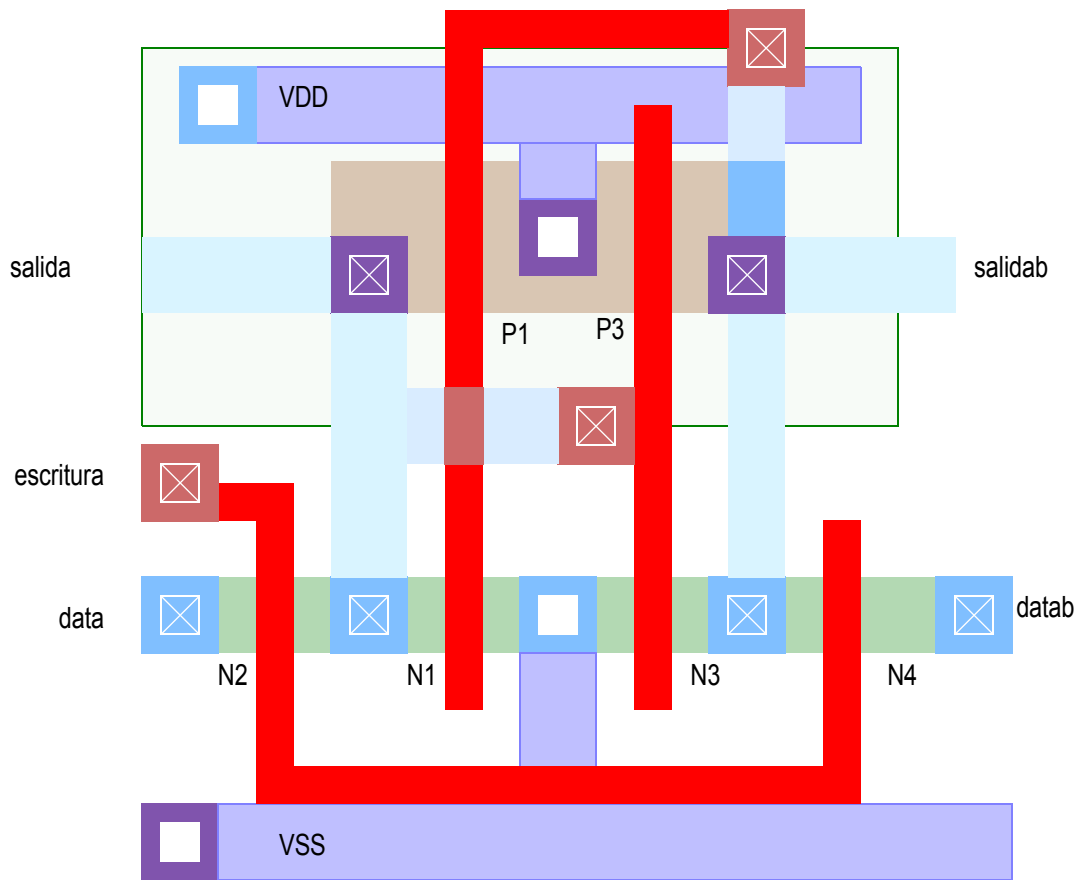 VDD
salida
salidab
P1
P3
escritura
data
datab
N2
N1
N3
N4
VSS